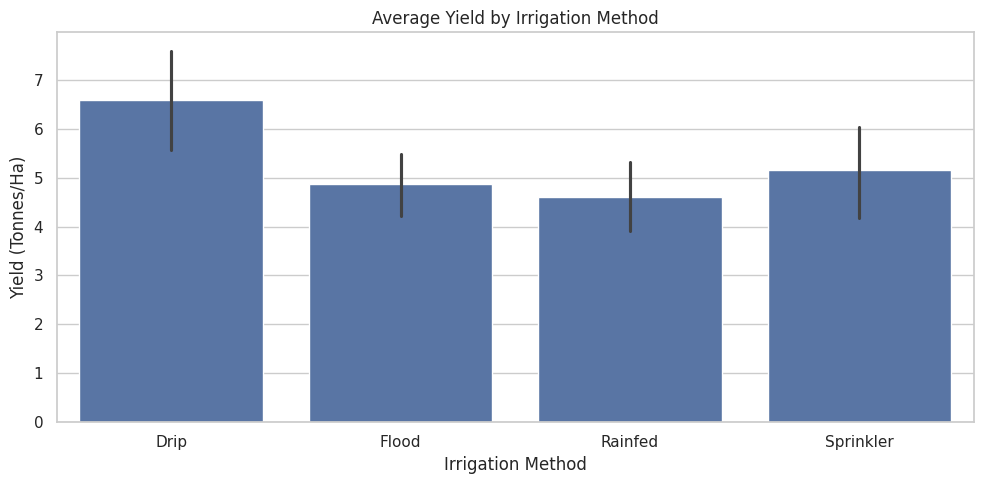 Average Yield by Irrigation Method
Yield (Tonnes/Ha)
7
6
5
4
3
2
1
0
Drip
Flood
Rainfed
Sprinkler
Irrigation Method